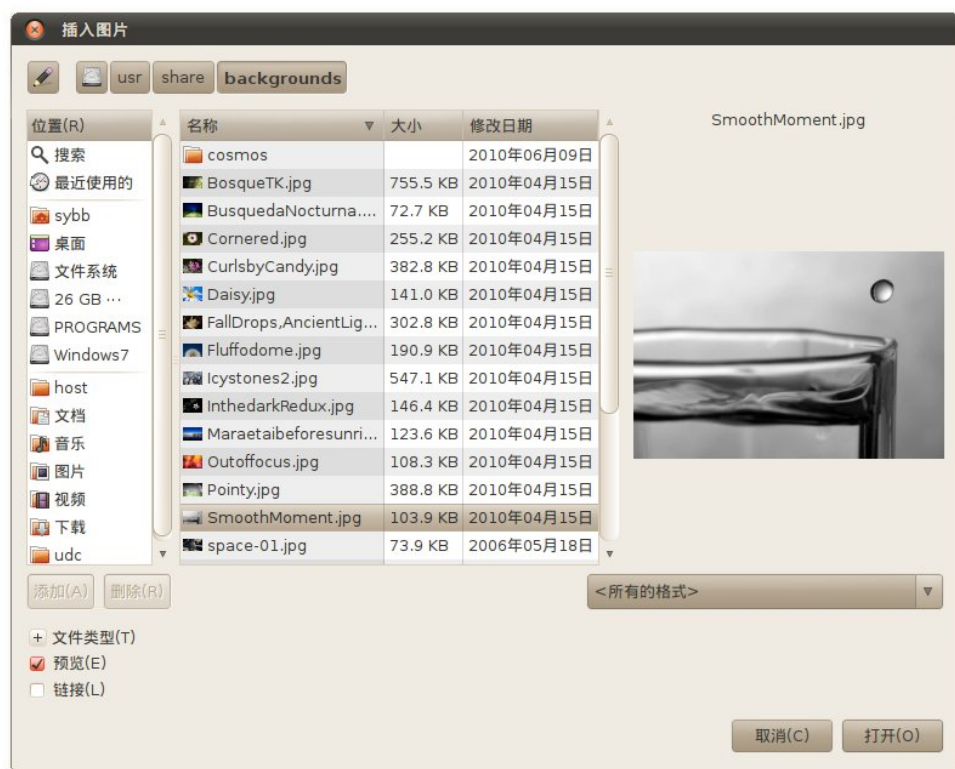 插入图片
usr share backgrounds
位置(R)
搜索
最近使用的
sybb
桌面
文件系统
26 GB ···
PROGRAMS
Windows7
host
文档
音乐
图片
视频
下载
udc
名称 大小 修改日期
cosmos 2010年06月09日
BosqueTK.jpg 755.5 KB 2010年04月15日
BusquedaNocturna.... 72.7 KB 2010年04月15日
Cornered.jpg 255.2 KB 2010年04月15日
CurlsbyCandy.jpg 382.8 KB 2010年04月15日
Daisy.jpg 141.0 KB 2010年04月15日
FallDrops,AncientLig... 302.8 KB 2010年04月15日
Fluffodome.jpg 190.9 KB 2010年04月15日
Icystones2.jpg 547.1 KB 2010年04月15日
InthedarkRedux.jpg 146.4 KB 2010年04月15日
Maraetaibeforesunri... 123.6 KB 2010年04月15日
Outoffocus.jpg 108.3 KB 2010年04月15日
Pointy.jpg 388.8 KB 2010年04月15日
SmoothMoment.jpg 103.9 KB 2010年04月15日
space-01.jpg 73.9 KB 2006年05月18日
SmoothMoment.jpg
添加(A) 删除(R)
<所有的格式>
文件类型(T)
预览(E)
链接(L)
取消(C) 打开(O)